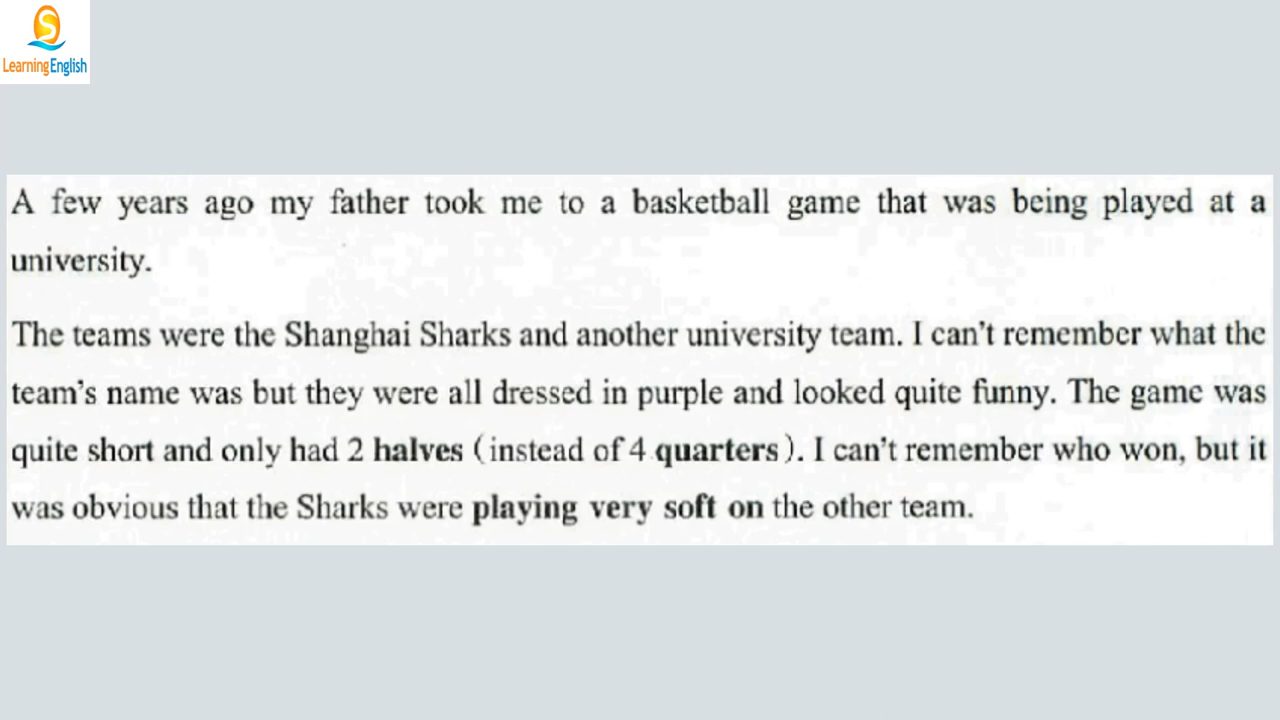 S
LearningEnglish
A few years ago my father took me to a basketball game that was being played at a
university.
The teams were the Shanghai Sharks and another university team. I can't remember what the
team's name was but they were all dressed in purple and looked quite funny. The game was
quite short and only had 2 halves (instead of 4 quarters). I can't remember who won, but it
was obvious that the Sharks were playing very soft on the other team.